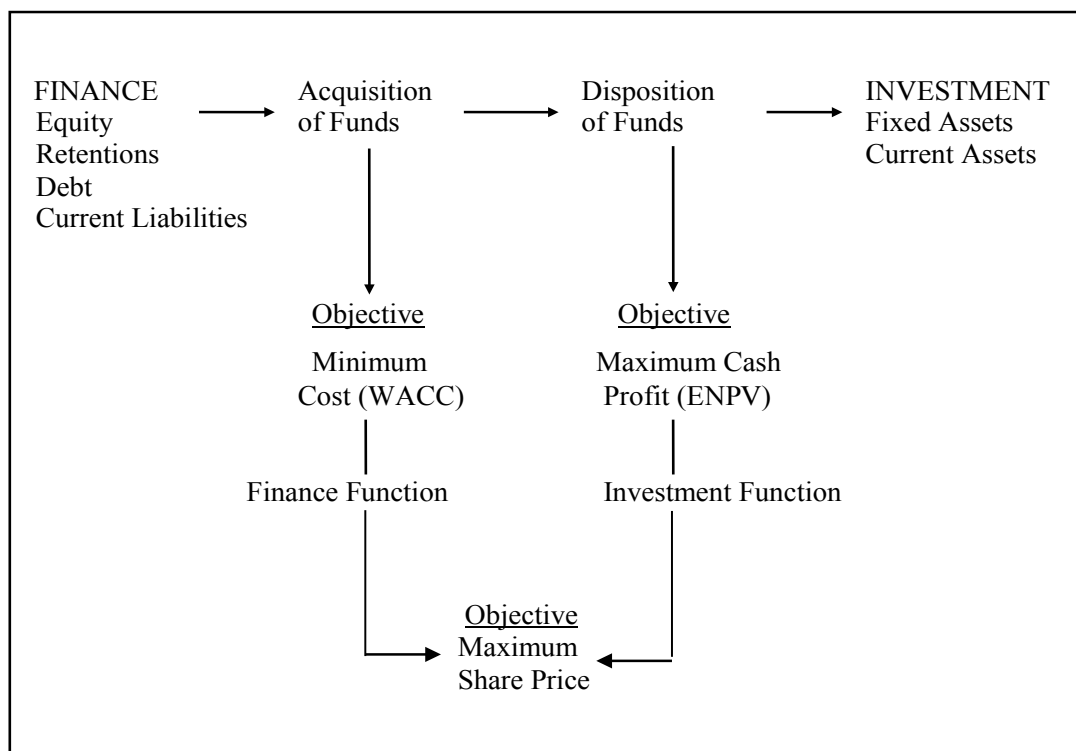 FINANCE
Equity
Retentions
Debt
Current Liabilities
Acquisition
of Funds
Disposition
of Funds
INVESTMENT
Fixed Assets
Current Assets
Objective
Minimum
Cost (WACC)
Objective
Maximum Cash
Profit (ENPV)
Finance Function
Investment Function
Objective
Maximum
Share Price